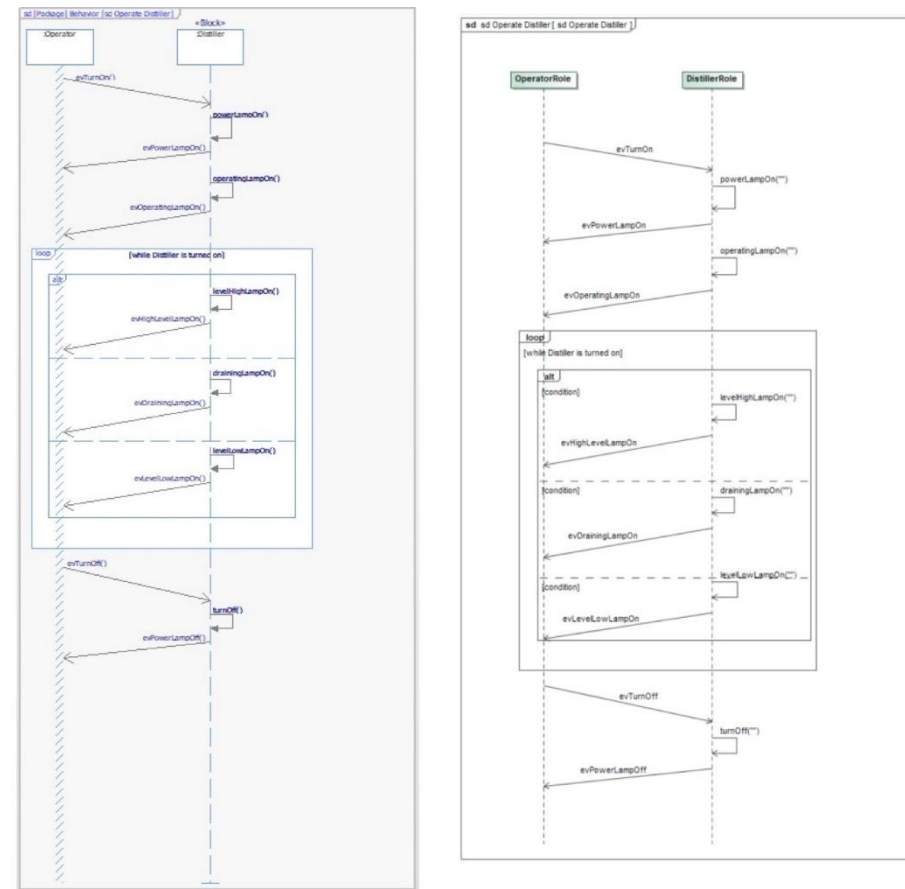 sd [Package] Behavior [sd Operate Distiller]
:Operator
«Block»
:Distiller
evTurnOn()
powerLampOn()
evPowerLampOn()
operatingLampOn()
evOperatingLampOn()
loop
[while Distiller is turned on]
alt
levelHighLampOn()
evHighLevelLampOn()
drainingLampOn()
evDrainingLampOn()
levelLowLampOn()
evLevelLowLampOn()
evTurnOff()
turnOff()
evPowerLampOff()
sd sd Operate Distiller [ sd Operate Distiller ]
OperatorRole
DistillerRole
evTurnOn
powerLampOn("")
evPowerLampOn
operatingLampOn("")
evOperatingLampOn
loop
[while Distiller is turned on]
alt
[condition]
levelHighLampOn("")
evHighLevelLampOn
[condition]
drainingLampOn("")
evDrainingLampOn
levelLowLampOn("")
[condition]
evLevelLowLampOn
evTurnOff
turnOff("")
evPowerLampOff